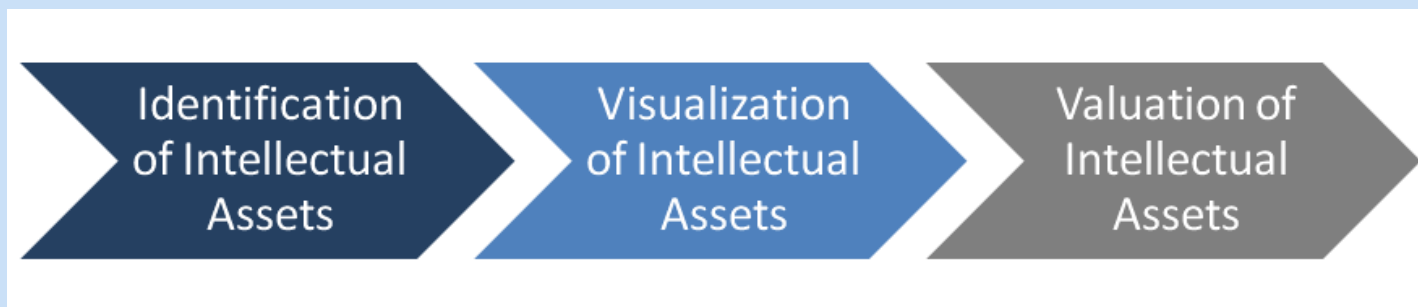 Identification
of Intellectual
Assets
Visualization
of Intellectual
Assets
Valuation of
Intellectual
Assets